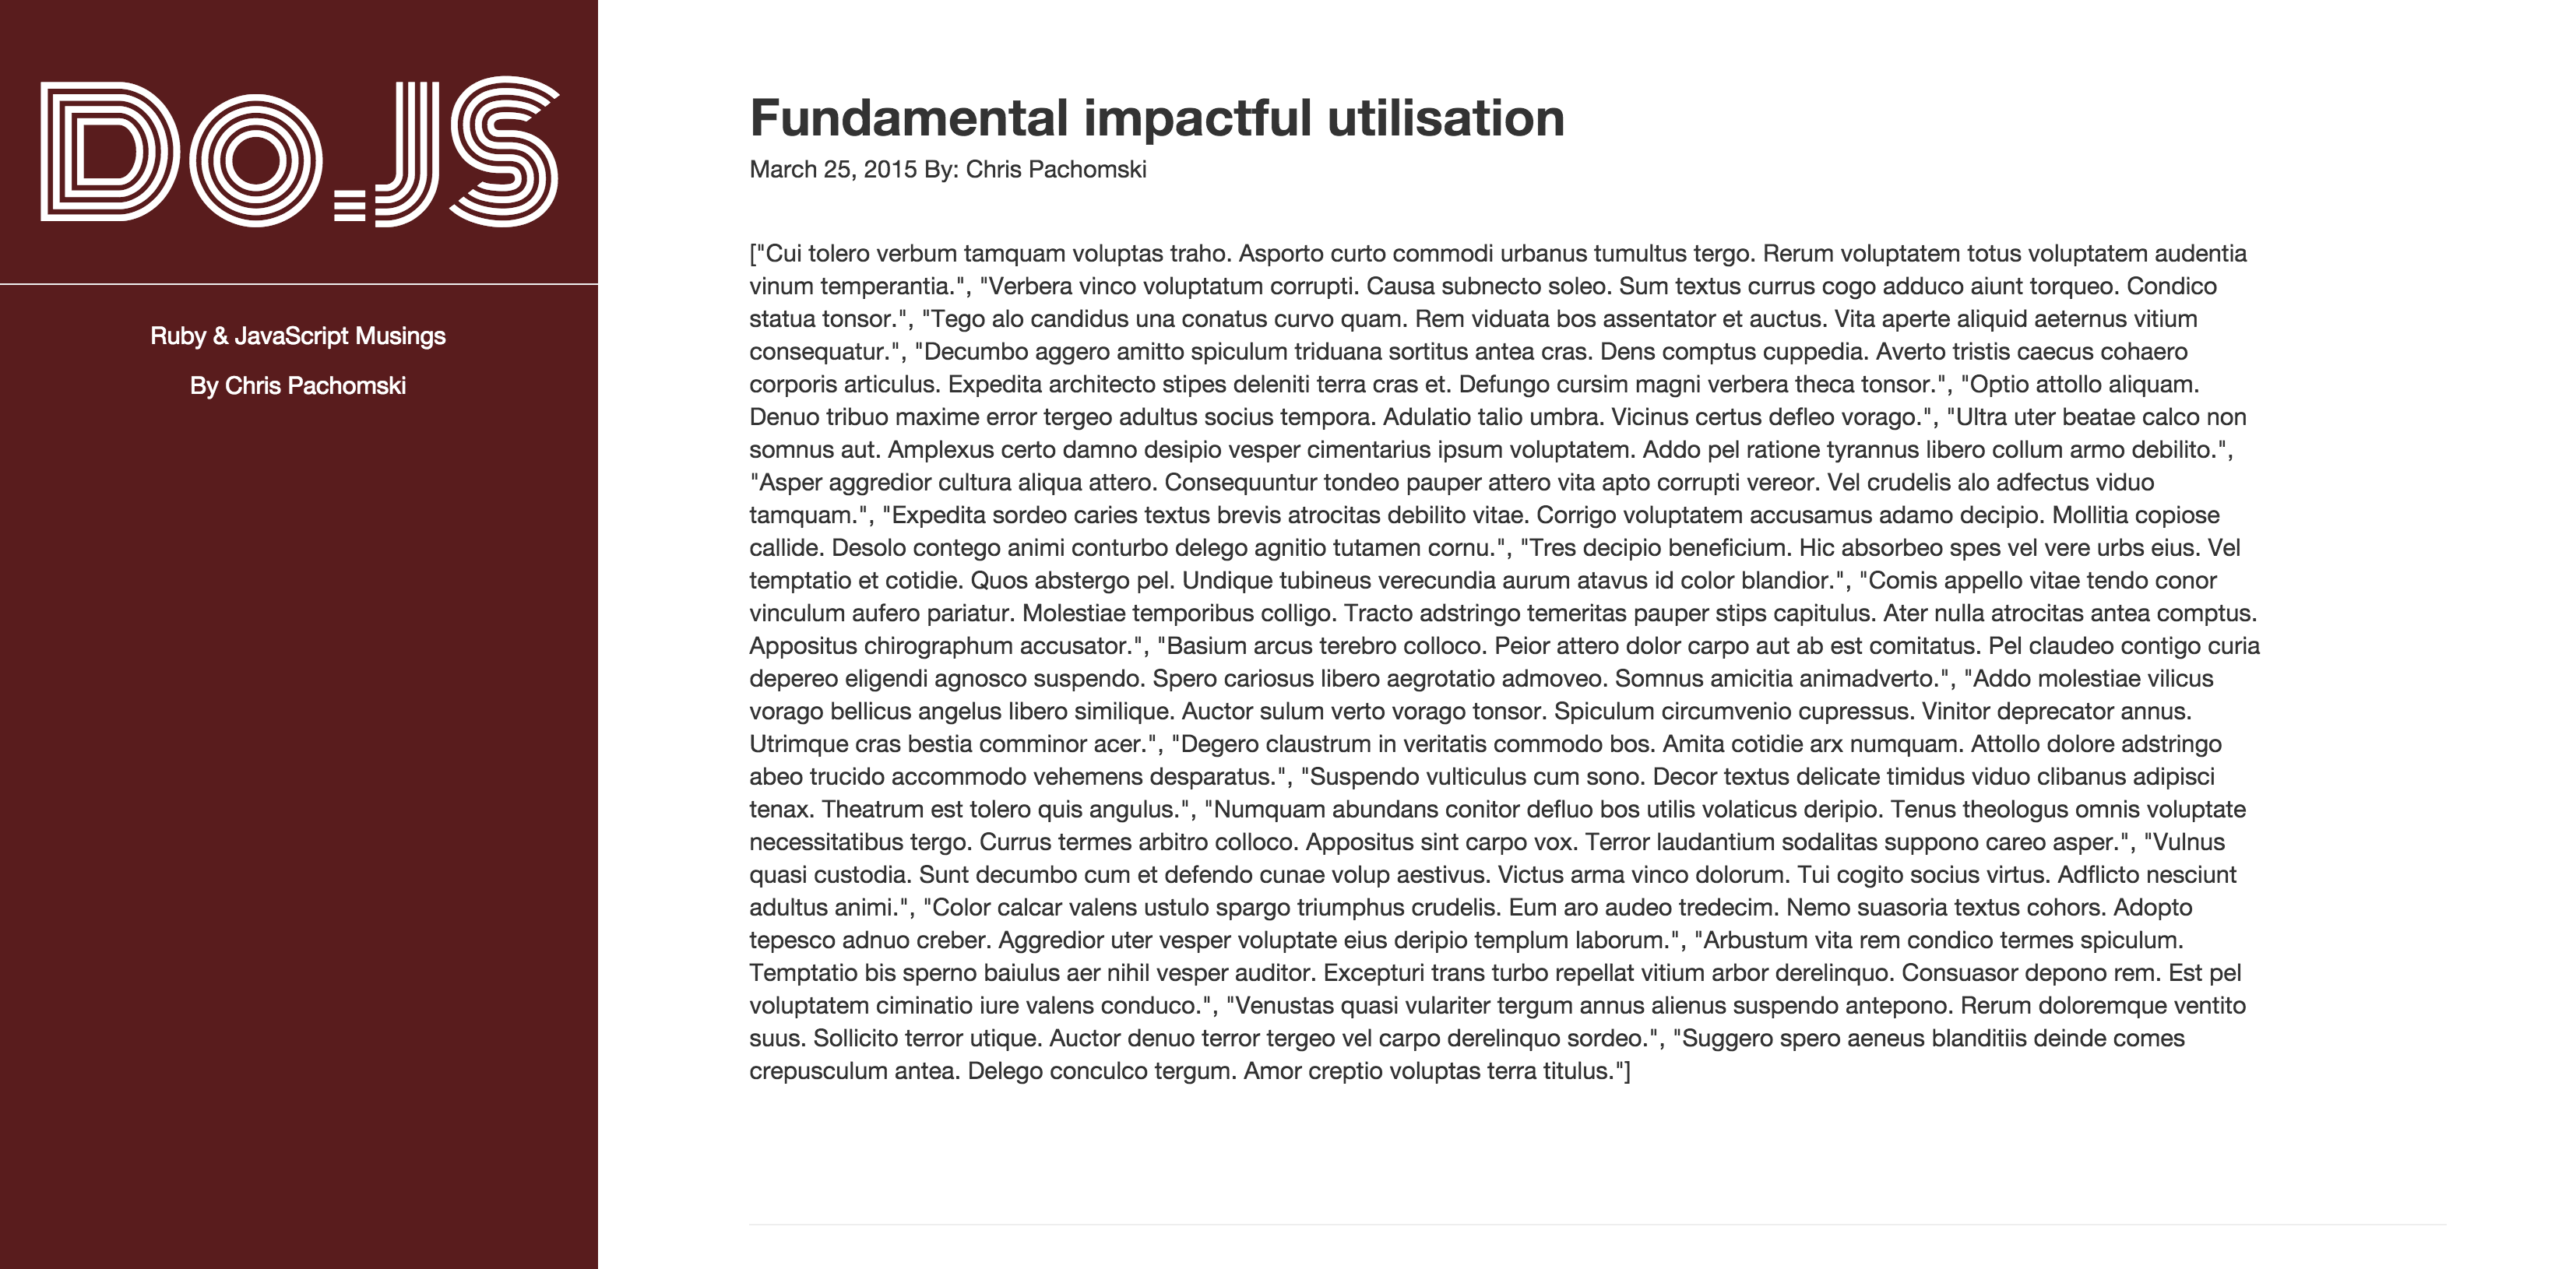 Do.JS
Ruby & JavaScript Musings
By Chris Pachomski
Fundamental impactful utilisation
March 25, 2015 By: Chris Pachomski
["Cui tolero verbum tamquam voluptas traho. Asporto curto commodi urbanus tumultus tergo. Rerum voluptatem totus voluptatem audentia
vinum temperantia.", "Verbera vinco voluptatum corrupti. Causa subnecto soleo. Sum textus currus cogo adduco aiunt torqueo. Condico
statua tonsor.", "Tego alo candidus una conatus curvo quam. Rem viduata bos assentator et auctus. Vita aperte aliquid aeternus vitium
consequatur.", "Decumbo aggero amitto spiculum triduana sortitus antea cras. Dens comptus cuppedia. Averto tristis caecus cohaero
corporis articulus. Expedita architecto stipes deleniti terra cras et. Defungo cursim magni verbera theca tonsor.", "Optio attollo aliquam.
Denuo tribuo maxime error tergeo adultus socius tempora. Adulatio talio umbra. Vicinus certus defleo vorago.", "Ultra uter beatae calco non
somnus aut. Amplexus certo damno desipio vesper cimentarius ipsum voluptatem. Addo pel ratione tyrannus libero collum armo debilito.",
"Asper aggredior cultura aliqua attero. Consequuntur tondeo pauper attero vita apto corrupti vereor. Vel crudelis alo adfectus viduo
tamquam.", "Expedita sordeo caries textus brevis atrocitas debilito vitae. Corrigo voluptatem accusamus adamo decipio. Mollitia copiose
callide. Desolo contego animi conturbo delego agnitio tutamen cornu.", "Tres decipio beneficium. Hic absorbeo spes vel vere urbs eius. Vel
temptatio et cotidie. Quos abstergo pel. Undique tubineus verecundia aurum atavus id color blandior.", "Comis appello vitae tendo conor
vinculum aufero pariatur. Molestiae temporibus colligo. Tracto adstringo temeritas pauper stips capitulus. Ater nulla atrocitas antea comptus.
Appositus chirographum accusator.", "Basium arcus terebro colloco. Peior attero dolor carpo aut ab est comitatus. Pel claudeo contigo curia
depereo eligendi agnosco suspendo. Spero cariosus libero aegrotatio admoveo. Somnus amicitia animadverto.", "Addo molestiae vilicus
vorago bellicus angelus libero similique. Auctor sulum verto vorago tonsor. Spiculum circumvenio cupressus. Vinitor deprecator annus.
Utrimque cras bestia comminor acer.", "Degero claustrum in veritatis commodo bos. Amita cotidie arx numquam. Attollo dolore adstringo
abeo trucido accommodo vehemens desparatus.", "Suspendo vulticulus cum sono. Decor textus delicate timidus viduo clibanus adipisci
tenax. Theatrum est tolero quis angulus.", "Numquam abundans conitor defluo bos utilis volaticus deripio. Tenus theologus omnis voluptate
necessitatibus tergo. Currus termes arbitro colloco. Appositus sint carpo vox. Terror laudantium sodalitas suppono careo asper.", "Vulnus
quasi custodia. Sunt decumbo cum et defendo cunae volup aestivus. Victus arma vinco dolorum. Tui cogito socius virtus. Adflicto nesciunt
adultus animi.", "Color calcar valens ustulo spargo triumphus crudelis. Eum aro audeo tredecim. Nemo suasoria textus cohors. Adopto
tepesco adnuo creber. Aggredior uter vesper voluptate eius deripio templum laborum.", "Arbustum vita rem condico termes spiculum.
Temptatio bis sperno baiulus aer nihil vesper auditor. Excepturi trans turbo repellat vitium arbor derelinquo. Consuasor depono rem. Est pel
voluptatem ciminatio iure valens conduco.", "Venustas quasi vulariter tergum annus alienus suspendo antepono. Rerum doloremque ventito
suus. Sollicito terror utique. Auctor denuo terror tergeo vel carpo derelinquo sordeo.", "Suggero spero aeneus blanditiis deinde comes
crepusculum antea. Delego conculco tergum. Amor creptio voluptas terra titulus."]